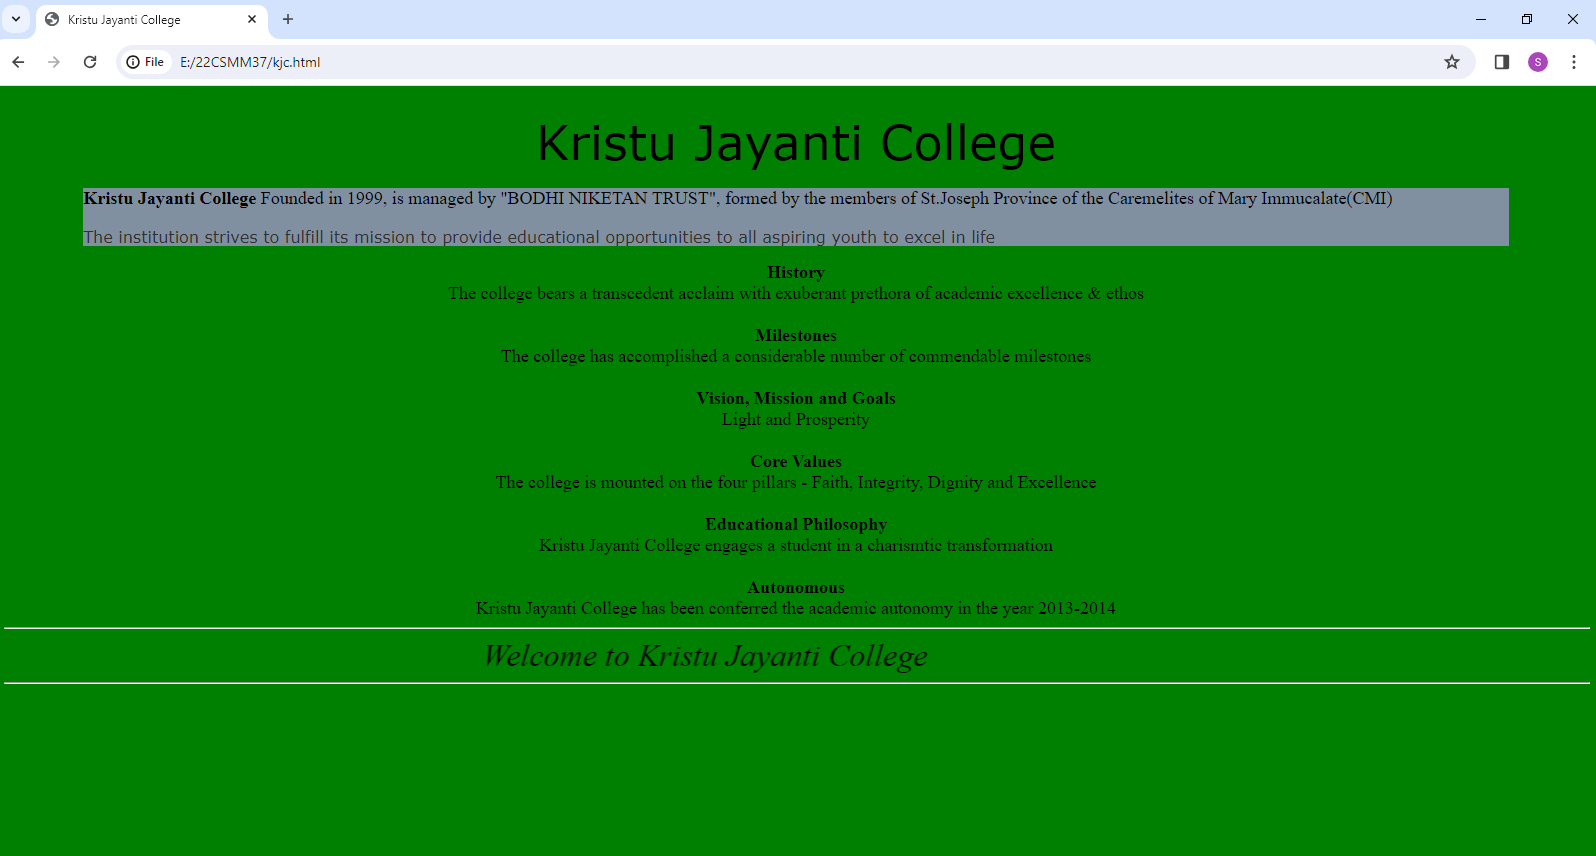 Kristu Jayanti College
File E:/22CSMM37/kjc.html
S
Kristu Jayanti College
Kristu Jayanti College Founded in 1999, is managed by "BODHI NIKETAN TRUST", formed by the members of St.Joseph Province of the Caremelites of Mary Immucalate(CMI)
The institution strives to fulfill its mission to provide educational opportunities to all aspiring youth to excel in life
History
The college bears a transcedent acclaim with exuberant prethora of academic excellence & ethos
Milestones
The college has accomplished a considerable number of commendable milestones
Vision, Mission and Goals
Light and Prosperity
Core Values
The college is mounted on the four pillars - Faith, Integrity, Dignity and Excellence
Educational Philosophy
Kristu Jayanti College engages a student in a charismtic transformation
Autonomous
Kristu Jayanti College has been conferred the academic autonomy in the year 2013-2014
Welcome to Kristu Jayanti College